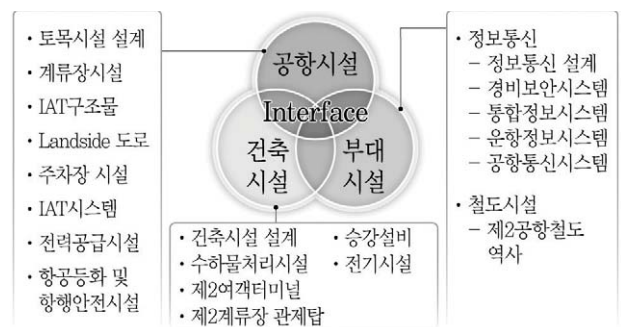 • 토목시설 설계
• 계류장시설
• IAT구조물
• Landside 도로
• 주차장 시설
• IAT시스템
• 전력공급시설
• 항공등화 및
항행안전시설
공항시설
Interface
건축
시설
부대
시설
• 건축시설 설계 • 승강설비
• 수하물처리시설 • 전기시설
• 제2여객터미널
• 제2계류장 관제탑
• 정보통신
– 정보통신 설계
– 경비보안시스템
– 통합정보시스템
– 운항정보시스템
– 공항통신시스템
• 철도시설
– 제2공항철도
역사